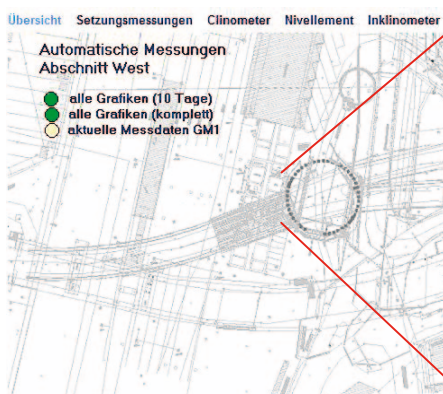 Übersicht Setzungsmessungen Clinometer Nivellement Inklinometer
Automatische Messungen
Abschnitt West
alle Grafiken (10 Tage)
alle Grafiken (komplett)
aktuelle Messdaten GM1